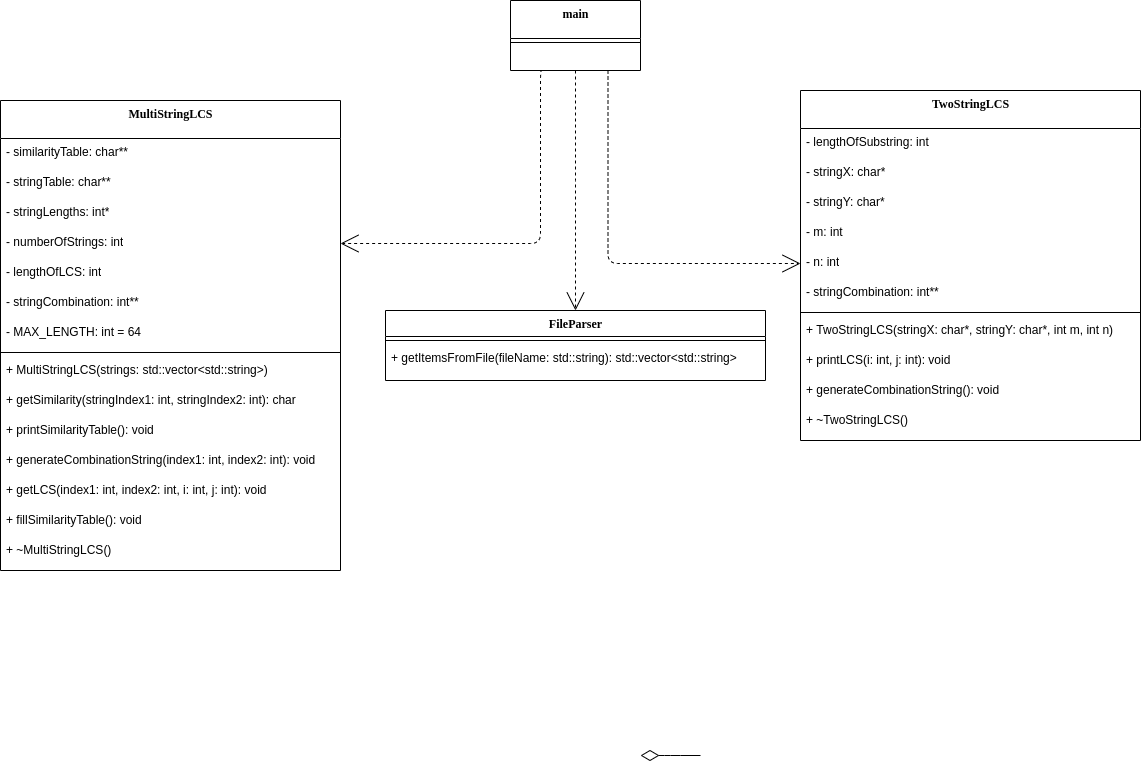 main
MultiStringLCS
- similarityTable: char**
- stringTable: char**
- stringLengths: int*
- numberOfStrings: int
- lengthOfLCS: int
- stringCombination: int**
- MAX_LENGTH: int = 64
+ MultiStringLCS(strings: std::vector<std::string>)
+ getSimilarity(stringIndex1: int, stringIndex2: int): char
+ printSimilarityTable(): void
+ generateCombinationString(index1: int, index2: int): void
+ getLCS(index1: int, index2: int, i: int, j: int): void
+ fillSimilarityTable(): void
+ ~MultiStringLCS()
FileParser
+ getItemsFromFile(fileName: std::string): std::vector<std::string>
TwoStringLCS
- lengthOfSubstring: int
- stringX: char*
- stringY: char*
- m: int
- n: int
- stringCombination: int**
+ TwoStringLCS(stringX: char*, stringY: char*, int m, int n)
+ printLCS(i: int, j: int): void
+ generateCombinationString(): void
+ ~TwoStringLCS()